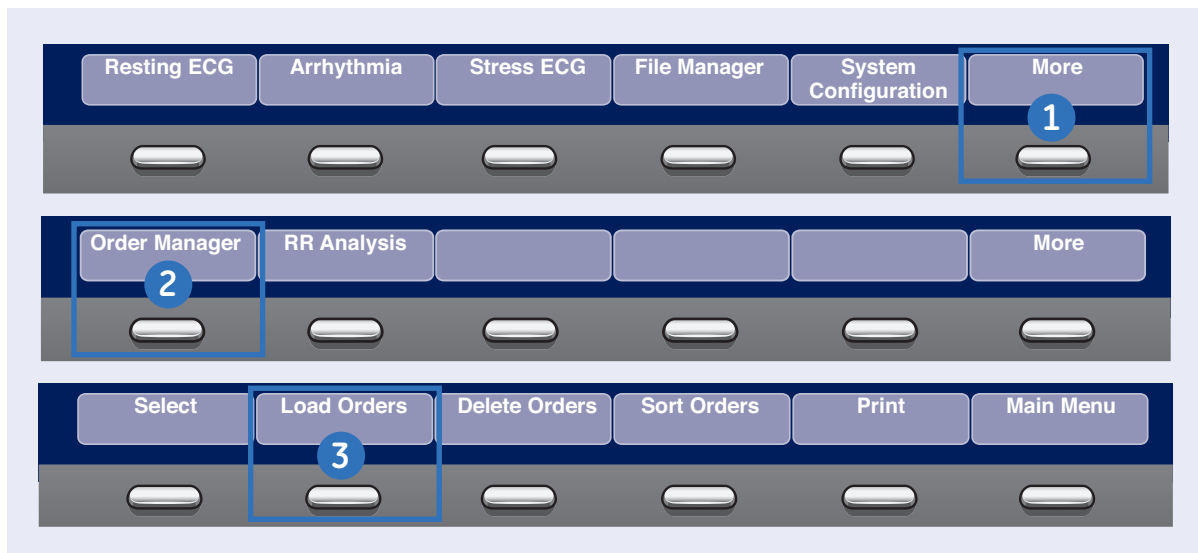 Resting ECG Arrhythmia Stress ECG File Manager System Configuration More
1
Order Manager RR Analysis More
2
Select Load Orders Delete Orders Sort Orders Print Main Menu
3